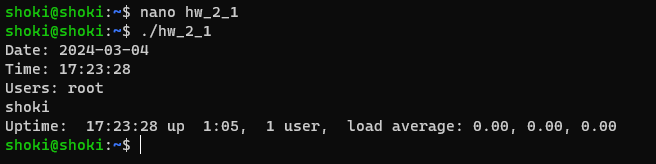 shoki@shoki:~$ nano hw_2_1
shoki@shoki:~$ ./hw_2_1
Date: 2024-03-04
Time: 17:23:28
Users: root
shoki
Uptime:  17:23:28 up  1:05,  1 user,  load average: 0.00, 0.00, 0.00
shoki@shoki:~$